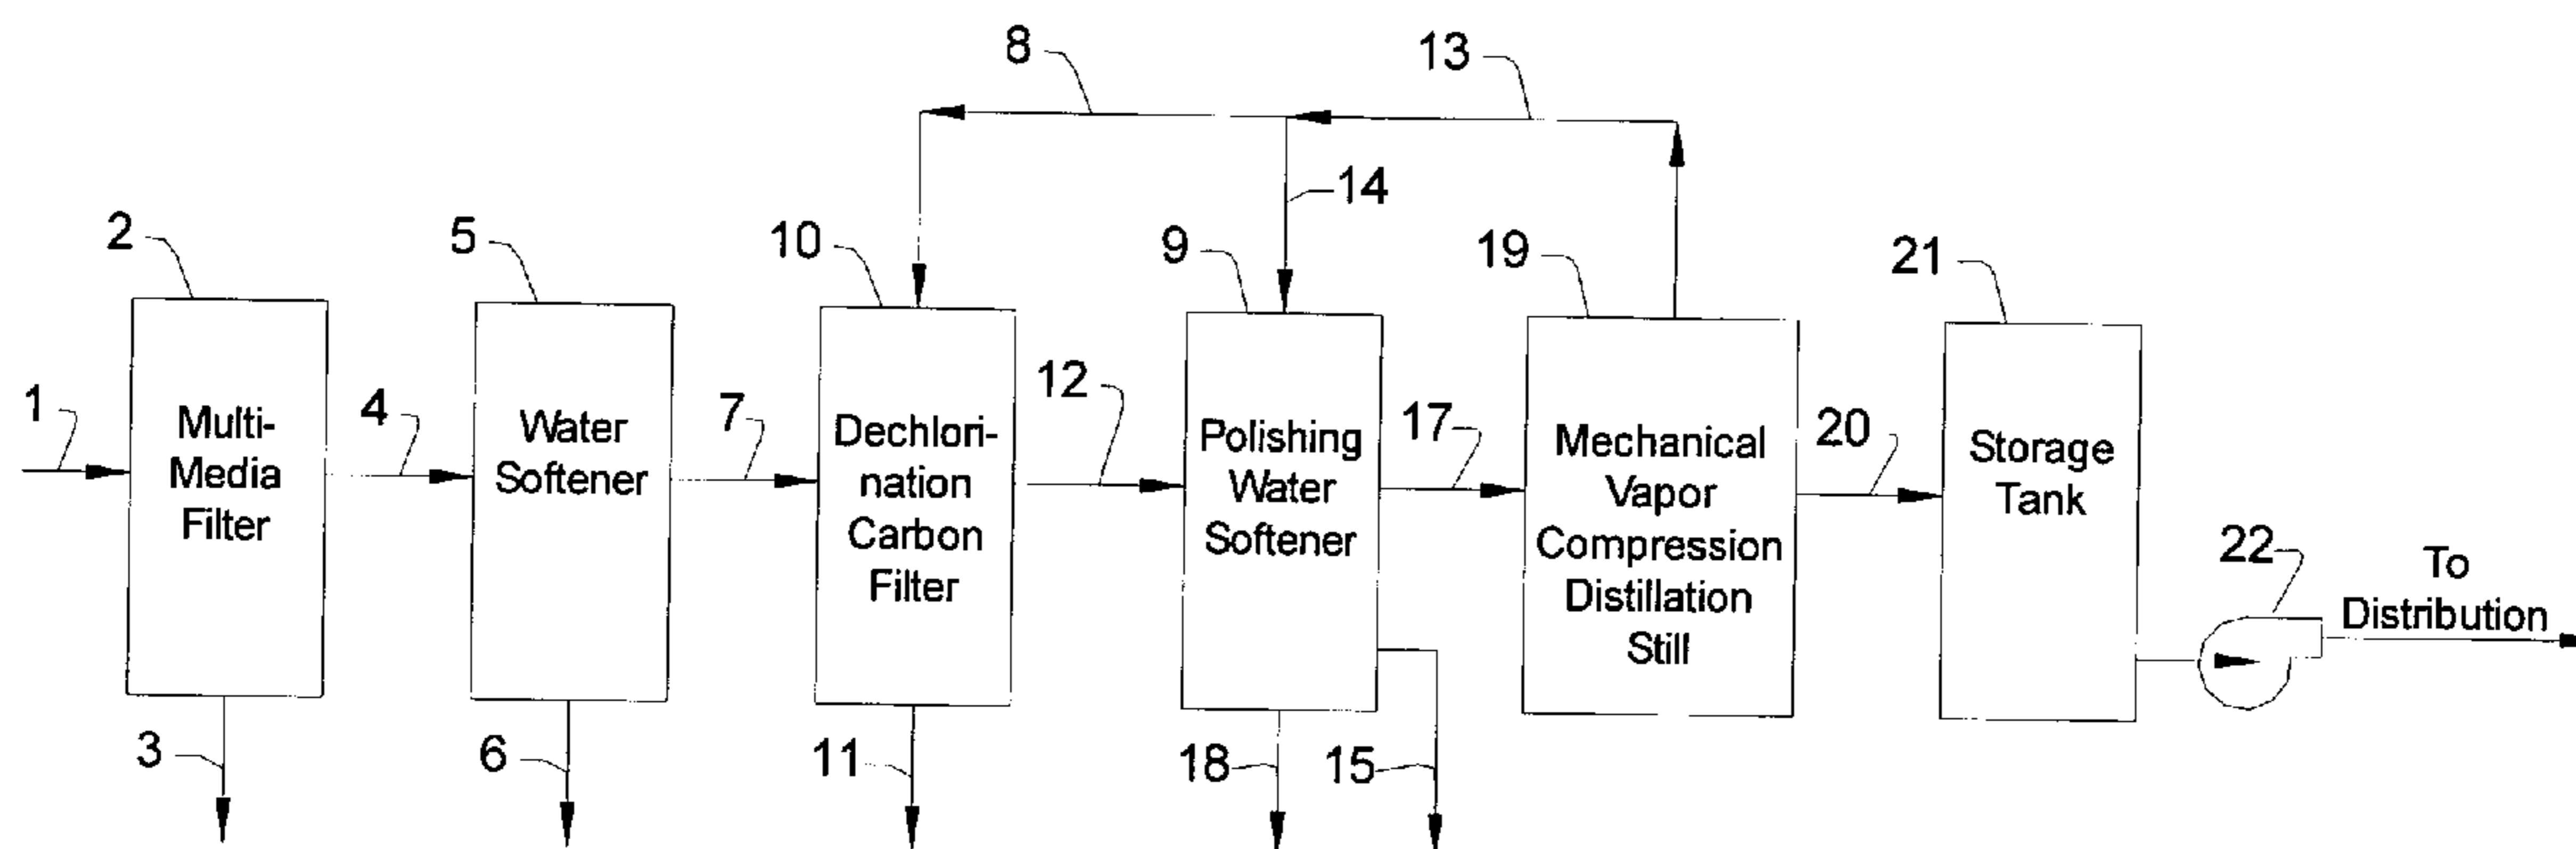 8
13
14
2
5
10
9
19
21
1
4
7
12
17
20
22
Multi-
Media
Filter
Water
Softener
Dechlori-
nation
Carbon
Filter
Polishing
Water
Softener
Mechanical
Vapor
Compression
Distillation
Still
Storage
Tank
To
Distribution
3
6
11
18
15